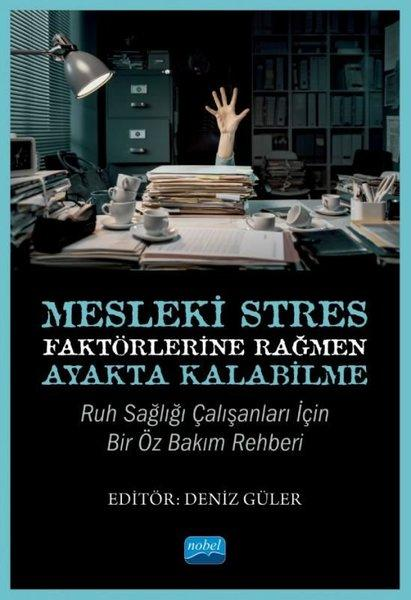 MESLEKİ STRES
FAKTÖRLERİNE RAĞMEN
AYAKTA KALABİLME
Ruh Sağlığı Çalışanları İçin
Bir Öz Bakım Rehberi
EDİTÖR: DENİZ GÜLER
nobel